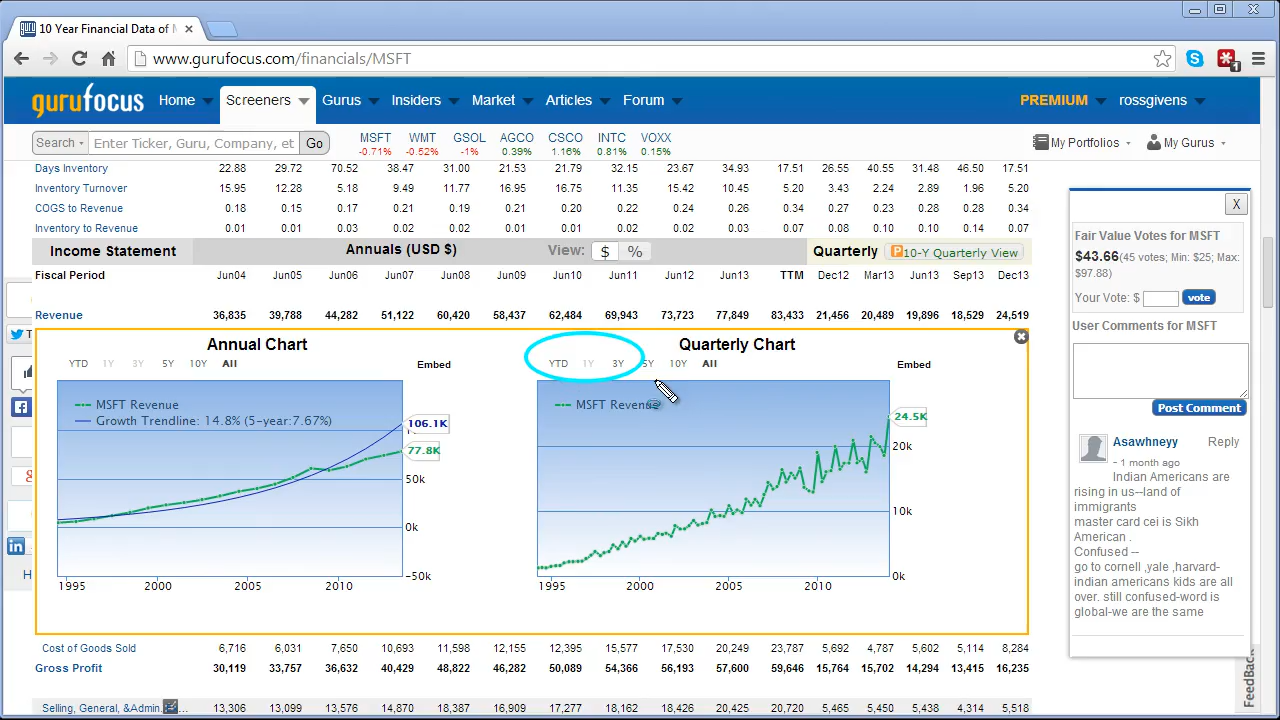 10 Year Financial Data of M
www.gurufocus.com/financials/MSFT
1
gurufocus Home Screeners Gurus Insiders Market Articles Forum PREMIUM rossgivens
Search Enter Ticker, Guru, Company, et Go
MSFT WMT GSOL AGCO CSCO INTC VOXX
-0.71% -0.52% -1% 0.39% 1.16% 0.81% 0.15%
My Portfolios My Gurus
Days Inventory 22.88 29.72 70.52 38.47 31.00 21.53 21.79 32.15 23.67 34.93 17.51 26.55 40.55 31.48 46.50 17.51
Inventory Turnover 15.95 12.28 5.18 9.49 11.77 16.95 16.75 11.35 15.42 10.45 5.20 3.43 2.24 2.89 1.96 5.20
COGS to Revenue 0.18 0.15 0.17 0.21 0.19 0.21 0.20 0.22 0.24 0.26 0.34 0.27 0.23 0.28 0.28 0.34
Inventory to Revenue 0.01 0.01 0.03 0.02 0.02 0.01 0.01 0.02 0.02 0.03 0.07 0.08 0.10 0.10 0.14 0.07
Income Statement Annuals (USD $) View: $ % Quarterly P 10-Y Quarterly View
Fiscal Period Jun04 Jun05 Jun06 Jun07 Jun08 Jun09 Jun10 Jun11 Jun12 Jun13 TTM Dec12 Mar13 Jun13 Sep13 Dec13
Revenue 36,835 39,788 44,282 51,122 60,420 58,437 62,484 69,943 73,723 77,849 83,433 21,456 20,489 19,896 18,529 24,519
Annual Chart
YTD 1Y 3Y 5Y 10Y All Embed
MSFT Revenue
Growth Trendline: 14.8% (5-year:7.67%)
106.1K
77.8K
50k
0k
-50k
1995 2000 2005 2010
Quarterly Chart
YTD 1Y 3Y 5Y 10Y All Embed
MSFT Revenue
24.5K
20k
10k
0k
1995 2000 2005 2010
Cost of Goods Sold 6,716 6,031 7,650 10,693 11,598 12,155 12,395 15,577 17,530 20,249 23,787 5,692 4,787 5,602 5,114 8,284
Gross Profit 30,119 33,757 36,632 40,429 48,822 46,282 50,089 54,366 56,193 57,600 59,646 15,764 15,702 14,294 13,415 16,235
Selling, General, &Admin. ... 13,306 13,099 13,576 14,870 18,387 16,909 17,277 18,162 18,426 20,425 20,720 5,465 5,450 5,438 4,314 5,518
X
Fair Value Votes for MSFT
$43.66(45 votes; Min: $25; Max:
$97.88)
Your Vote: $ vote
User Comments for MSFT
Post Comment
Asawhneyy Reply
- 1 month ago
Indian Americans are
rising in us--land of
immigrants
master card cei is Sikh
American .
Confused --
go to cornell ,yale ,harvard-
indian americans kids are all
over. still confused-word is
global-we are the same
FeedBack